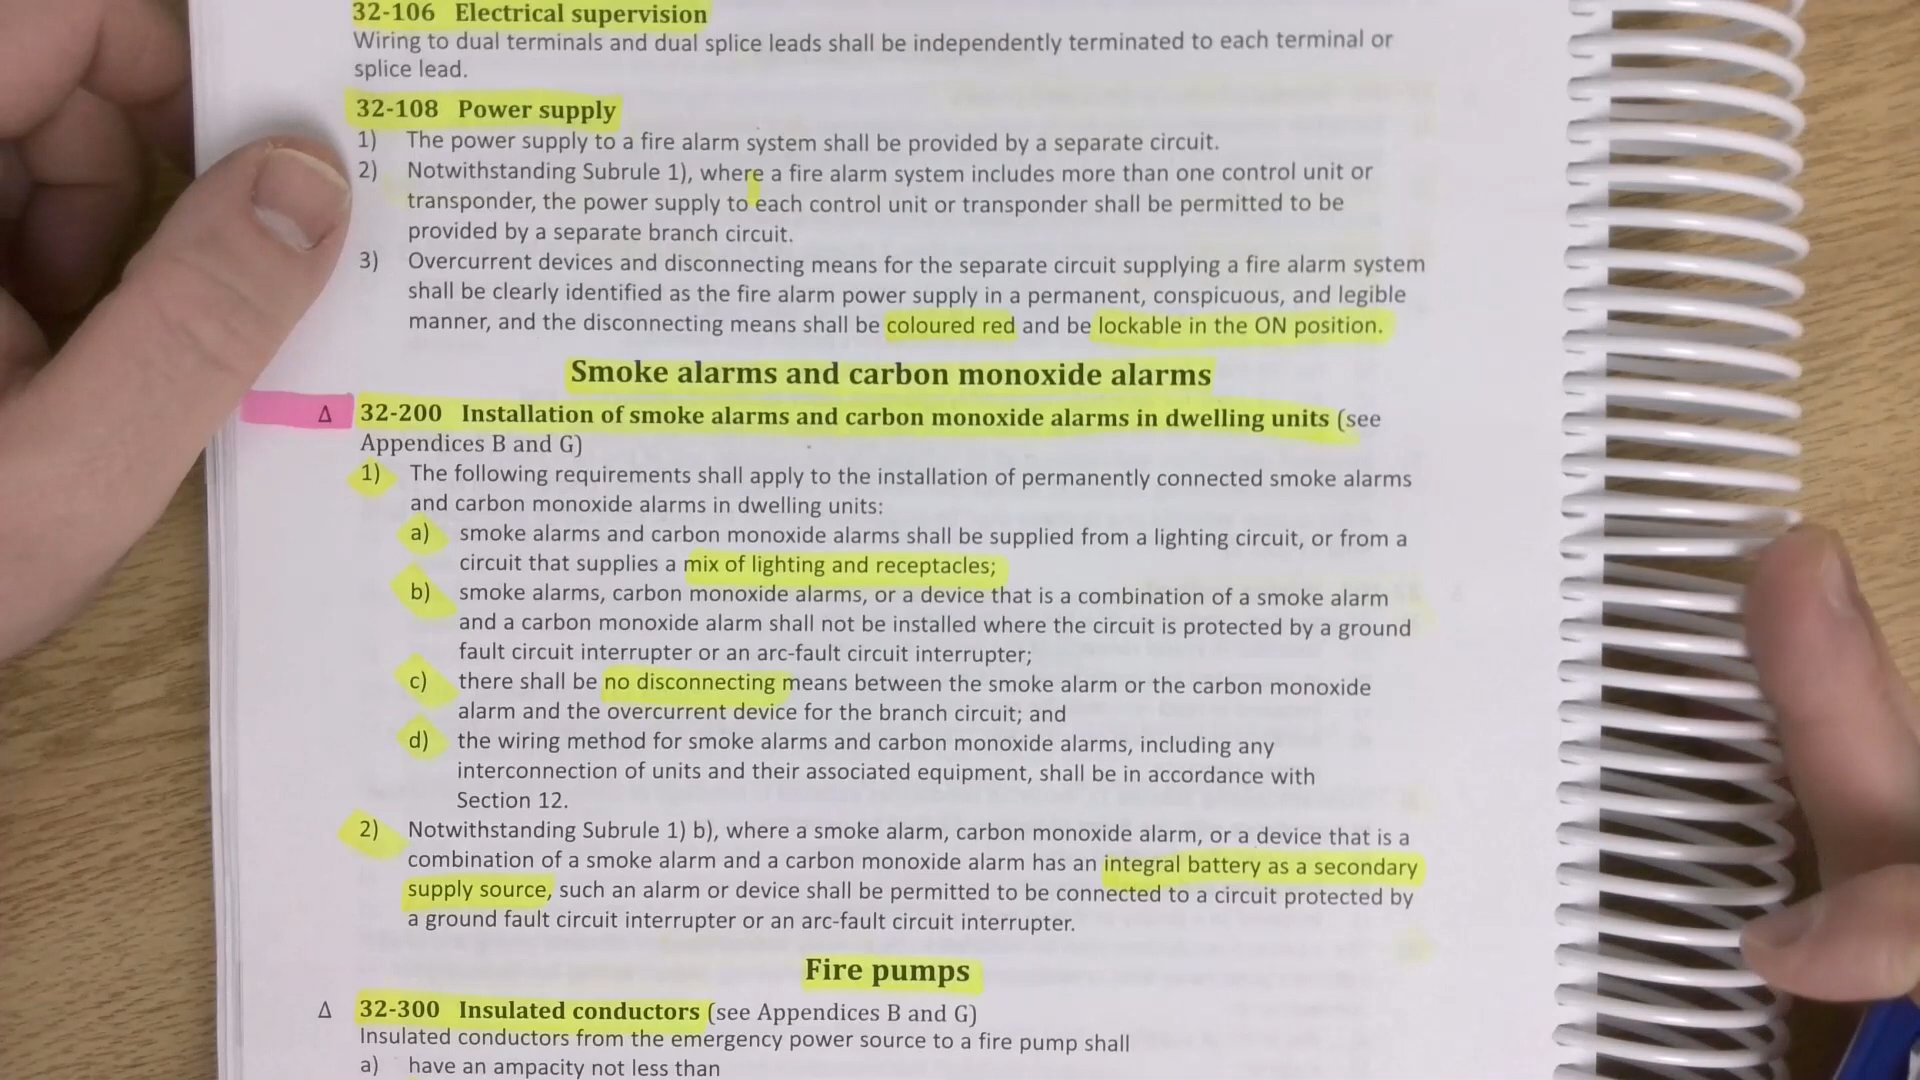 32-106 Electrical supervision
Wiring to dual terminals and dual splice leads shall be independently terminated to each terminal or
splice lead.
32-108 Power supply
1) The power supply to a fire alarm system shall be provided by a separate circuit.
2) Notwithstanding Subrule 1), where a fire alarm system includes more than one control unit or
transponder, the power supply to each control unit or transponder shall be permitted to be
provided by a separate branch circuit.
3) Overcurrent devices and disconnecting means for the separate circuit supplying a fire alarm system
shall be clearly identified as the fire alarm power supply in a permanent, conspicuous, and legible
manner, and the disconnecting means shall be coloured red and be lockable in the ON position.
Smoke alarms and carbon monoxide alarms
Δ 32-200 Installation of smoke alarms and carbon monoxide alarms in dwelling units (see
Appendices B and G)
1) The following requirements shall apply to the installation of permanently connected smoke alarms
and carbon monoxide alarms in dwelling units:
a) smoke alarms and carbon monoxide alarms shall be supplied from a lighting circuit, or from a
circuit that supplies a mix of lighting and receptacles;
b) smoke alarms, carbon monoxide alarms, or a device that is a combination of a smoke alarm
and a carbon monoxide alarm shall not be installed where the circuit is protected by a ground
fault circuit interrupter or an arc-fault circuit interrupter;
c) there shall be no disconnecting means between the smoke alarm or the carbon monoxide
alarm and the overcurrent device for the branch circuit; and
d) the wiring method for smoke alarms and carbon monoxide alarms, including any
interconnection of units and their associated equipment, shall be in accordance with
Section 12.
2) Notwithstanding Subrule 1) b), where a smoke alarm, carbon monoxide alarm, or a device that is a
combination of a smoke alarm and a carbon monoxide alarm has an integral battery as a secondary
supply source, such an alarm or device shall be permitted to be connected to a circuit protected by
a ground fault circuit interrupter or an arc-fault circuit interrupter.
Fire pumps
Δ 32-300 Insulated conductors (see Appendices B and G)
Insulated conductors from the emergency power source to a fire pump shall
a) have an ampacity not less than